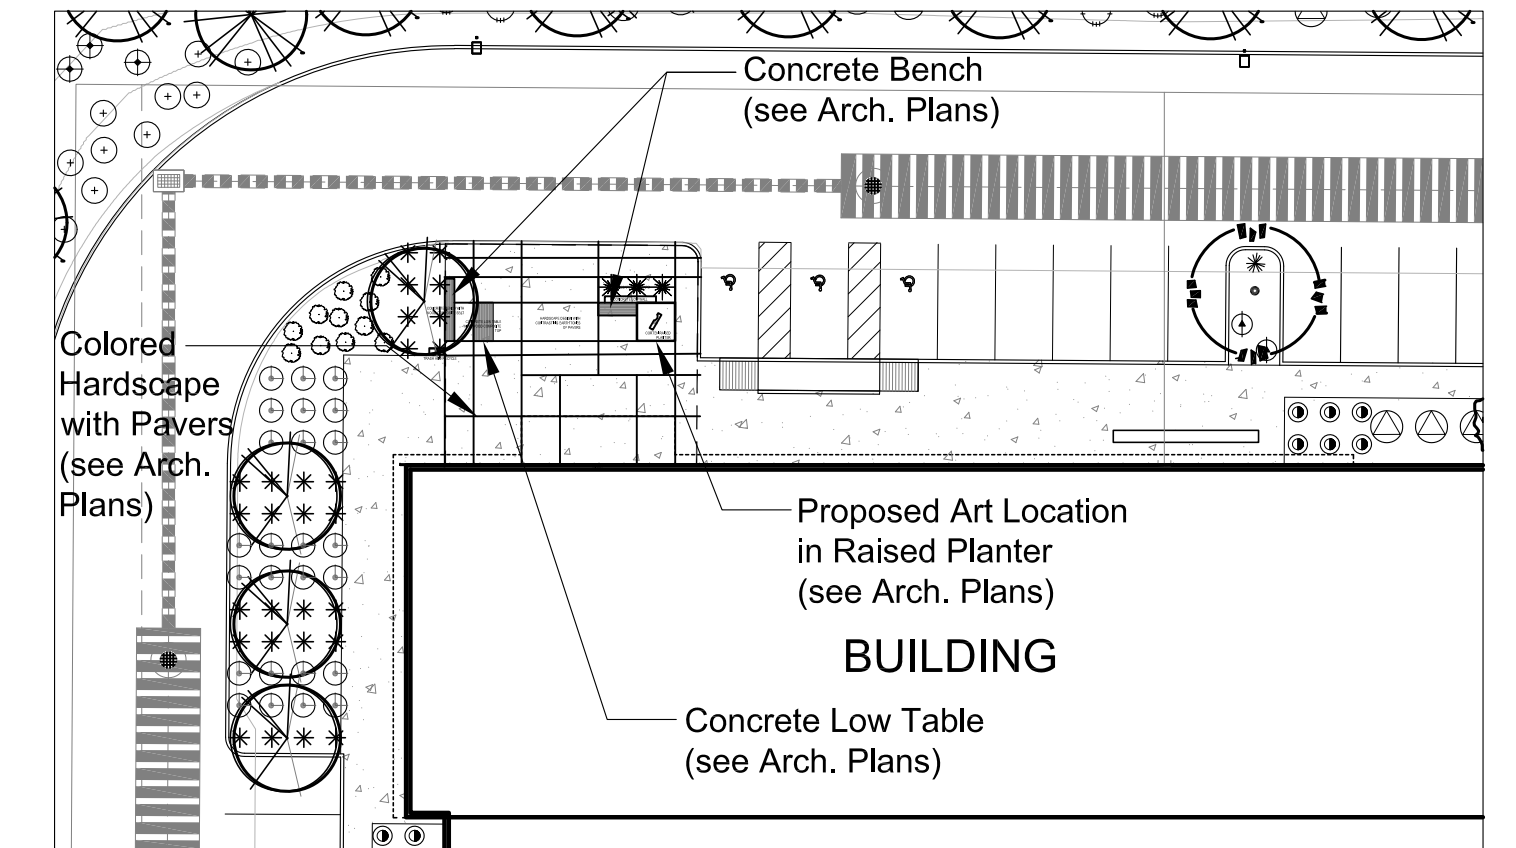 Concrete Bench
(see Arch. Plans)
Colored
Hardscape
with Pavers
(see Arch.
Plans)
Proposed Art Location
in Raised Planter
(see Arch. Plans)
BUILDING
Concrete Low Table
(see Arch. Plans)